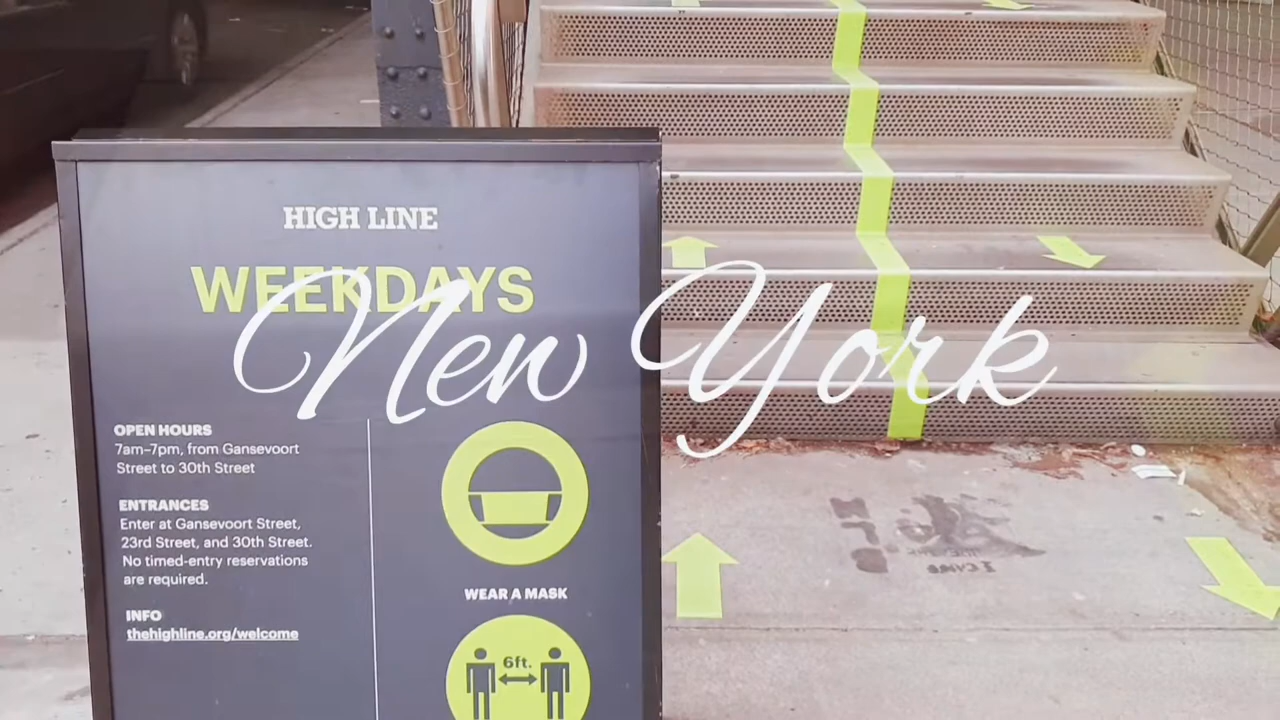 HIGH LINE
WEEKDAYS
New York
OPEN HOURS
7am–7pm, from Gansevoort
Street to 30th Street
ENTRANCES
Enter at Gansevoort Street,
23rd Street, and 30th Street.
No timed-entry reservations
are required.
INFO
thehighline.org/welcome
WEAR A MASK
6ft.